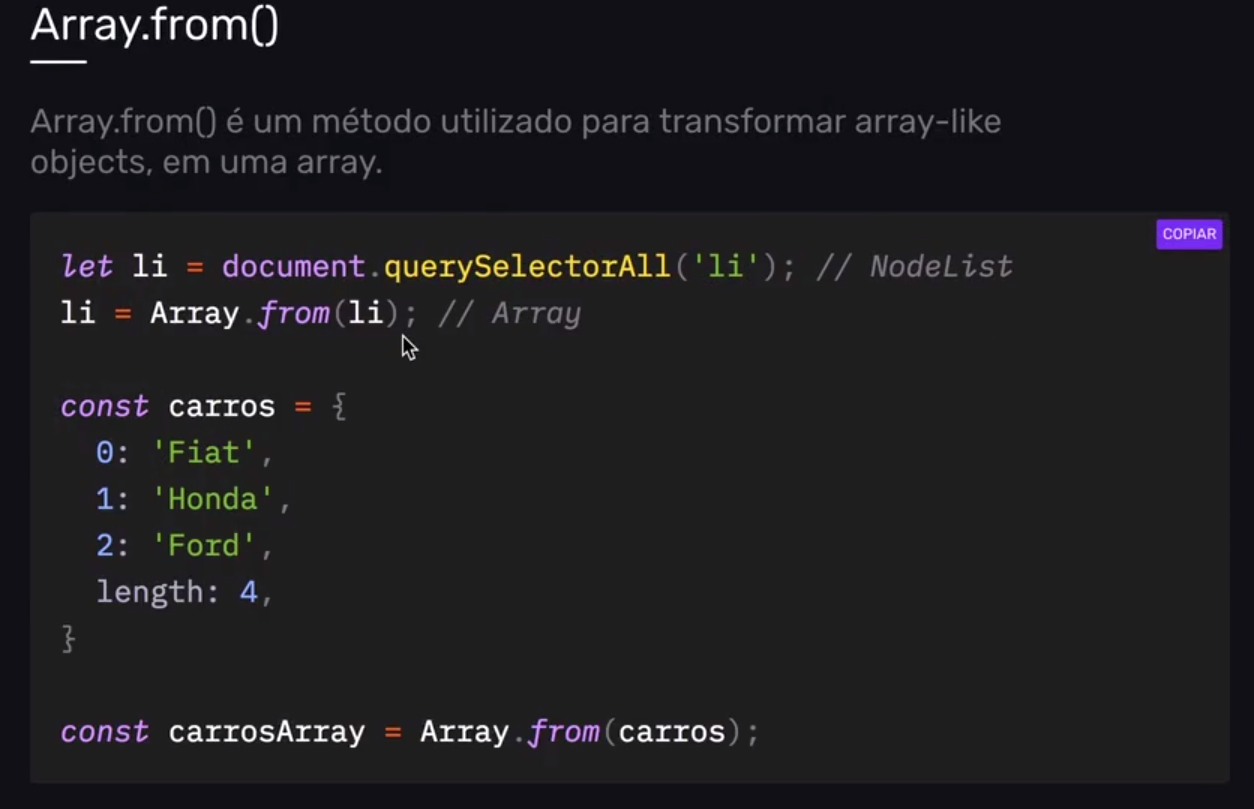 Array.from()
Array.from() é um método utilizado para transformar array-like
objects, em uma array.
COPIAR
let li = document.querySelectorAll('li'); // NodeList
li = Array.from(li); // Array
const carros = {
0: 'Fiat',
1: 'Honda',
2: 'Ford',
length: 4,
}
const carrosArray = Array.from(carros);